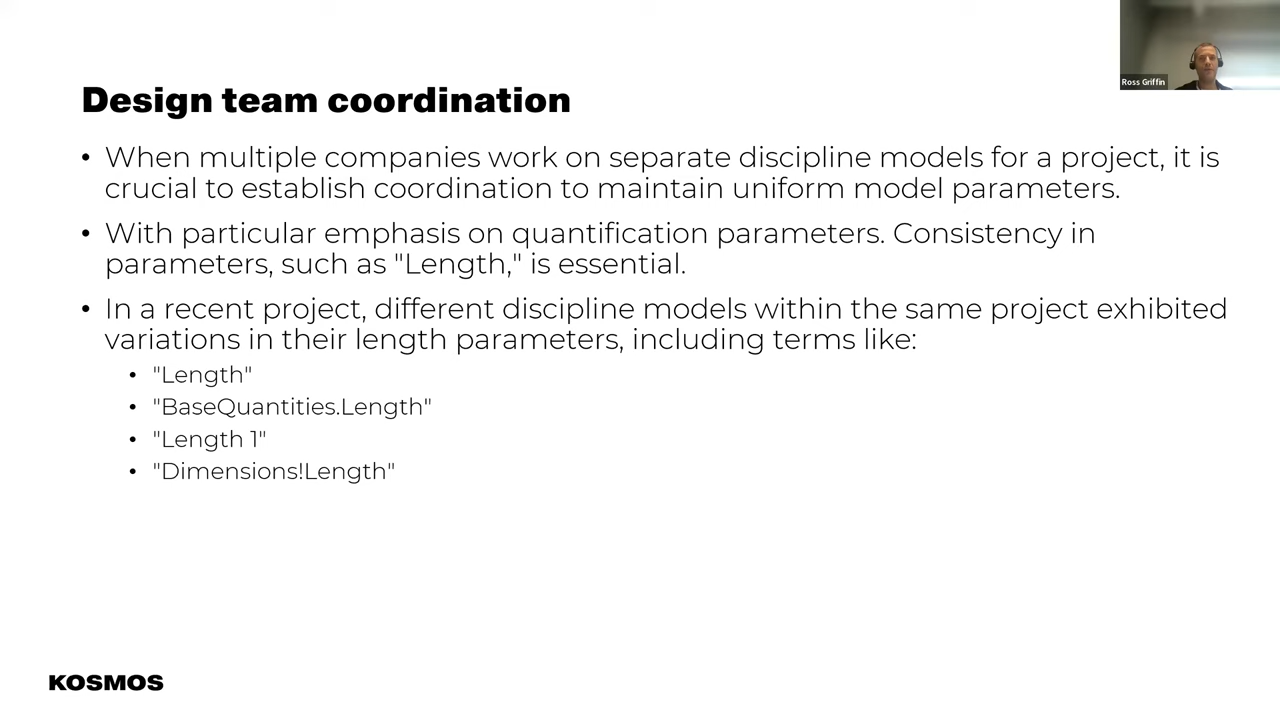 Ross Griffin
Design team coordination
• When multiple companies work on separate discipline models for a project, it is
crucial to establish coordination to maintain uniform model parameters.
• With particular emphasis on quantification parameters. Consistency in
parameters, such as "Length," is essential.
• In a recent project, different discipline models within the same project exhibited
variations in their length parameters, including terms like:
• "Length"
• "BaseQuantities.Length"
• "Length 1"
• "Dimensions!Length"
KOSMOS